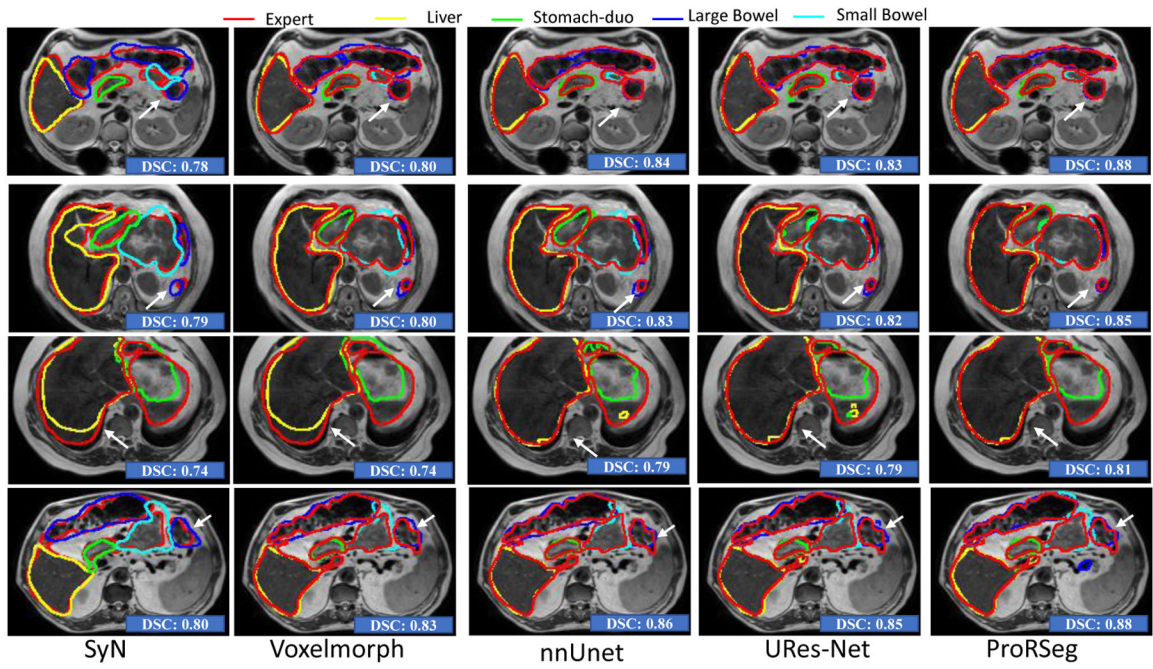 Expert Liver Stomach-duo Large Bowel Small Bowel
DSC: 0.78 DSC: 0.80 DSC: 0.84 DSC: 0.83 DSC: 0.88
DSC: 0.79 DSC: 0.80 DSC: 0.83 DSC: 0.82 DSC: 0.85
DSC: 0.74 DSC: 0.74 DSC: 0.79 DSC: 0.79 DSC: 0.81
DSC: 0.80 DSC: 0.83 DSC: 0.86 DSC: 0.85 DSC: 0.88
SyN Voxelmorph nnUnet URes-Net ProRSeg